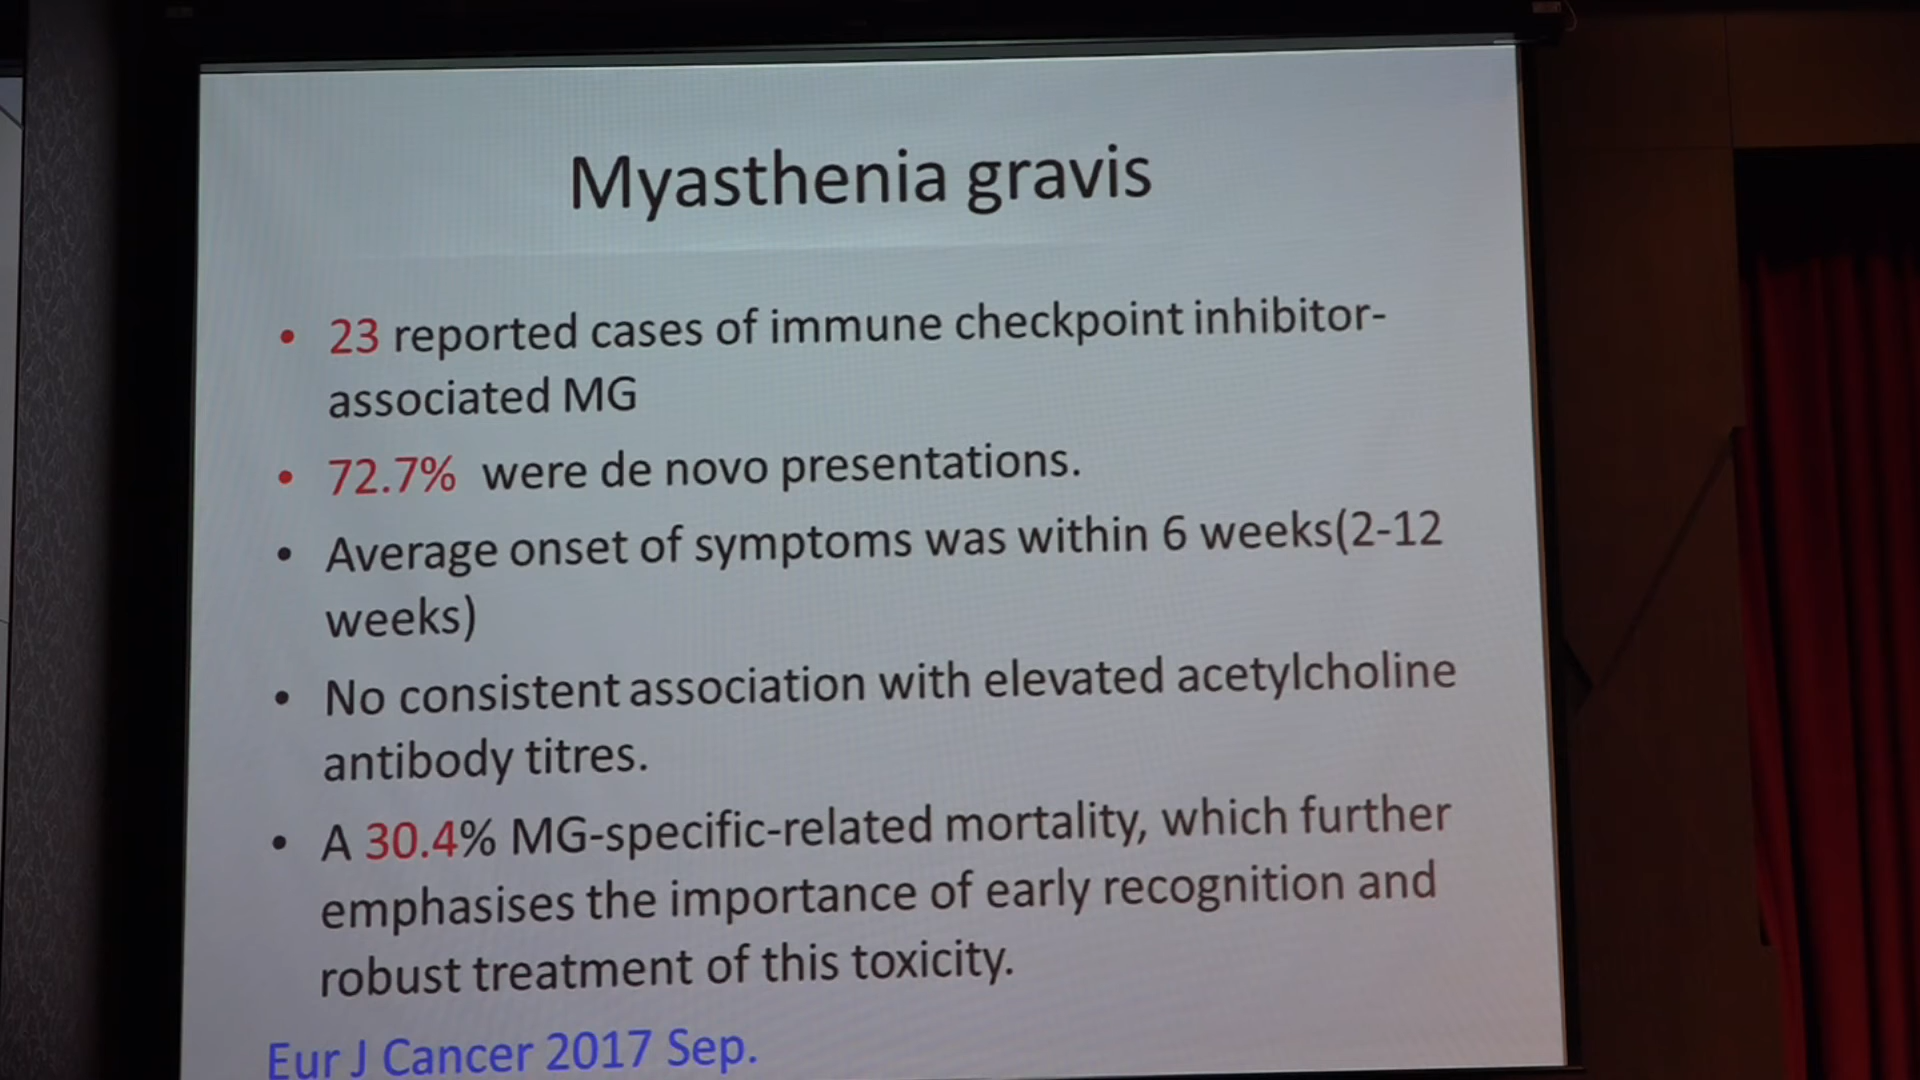 Myasthenia gravis
• 23 reported cases of immune checkpoint inhibitor-
associated MG
• 72.7% were de novo presentations.
• Average onset of symptoms was within 6 weeks(2-12
weeks)
• No consistent association with elevated acetylcholine
antibody titres.
• A 30.4% MG-specific-related mortality, which further
emphasises the importance of early recognition and
robust treatment of this toxicity.
Eur J Cancer 2017 Sep.